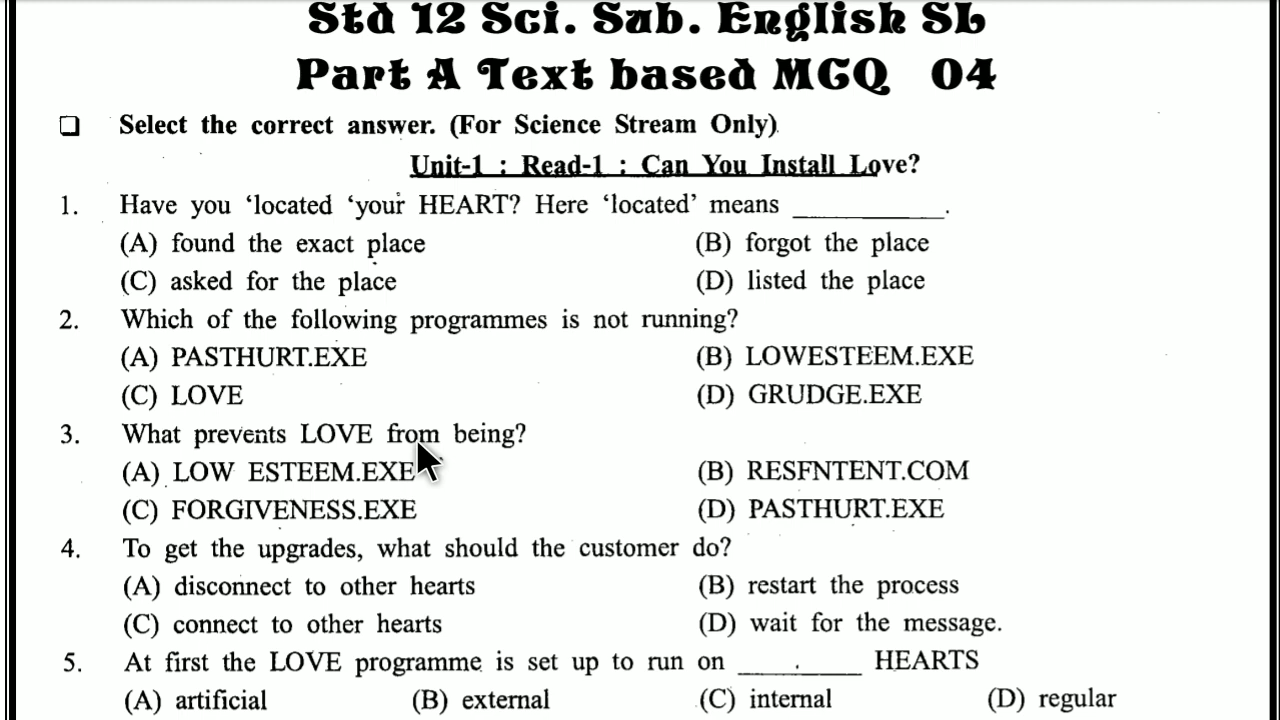 Std 12 Sci. Sub. English SL
Part A Text based MCQ 04
Select the correct answer. (For Science Stream Only)
Unit-1 : Read-1 : Can You Install Love?
1. Have you ‘located ‘your HEART? Here ‘located’ means ___________.
(A) found the exact place (B) forgot the place
(C) asked for the place (D) listed the place
2. Which of the following programmes is not running?
(A) PASTHURT.EXE (B) LOWESTEEM.EXE
(C) LOVE (D) GRUDGE.EXE
3. What prevents LOVE from being?
(A) LOW ESTEEM.EXE (B) RESFNTENT.COM
(C) FORGIVENESS.EXE (D) PASTHURT.EXE
4. To get the upgrades, what should the customer do?
(A) disconnect to other hearts (B) restart the process
(C) connect to other hearts (D) wait for the message.
5. At first the LOVE programme is set up to run on _________ HEARTS
(A) artificial (B) external (C) internal (D) regular